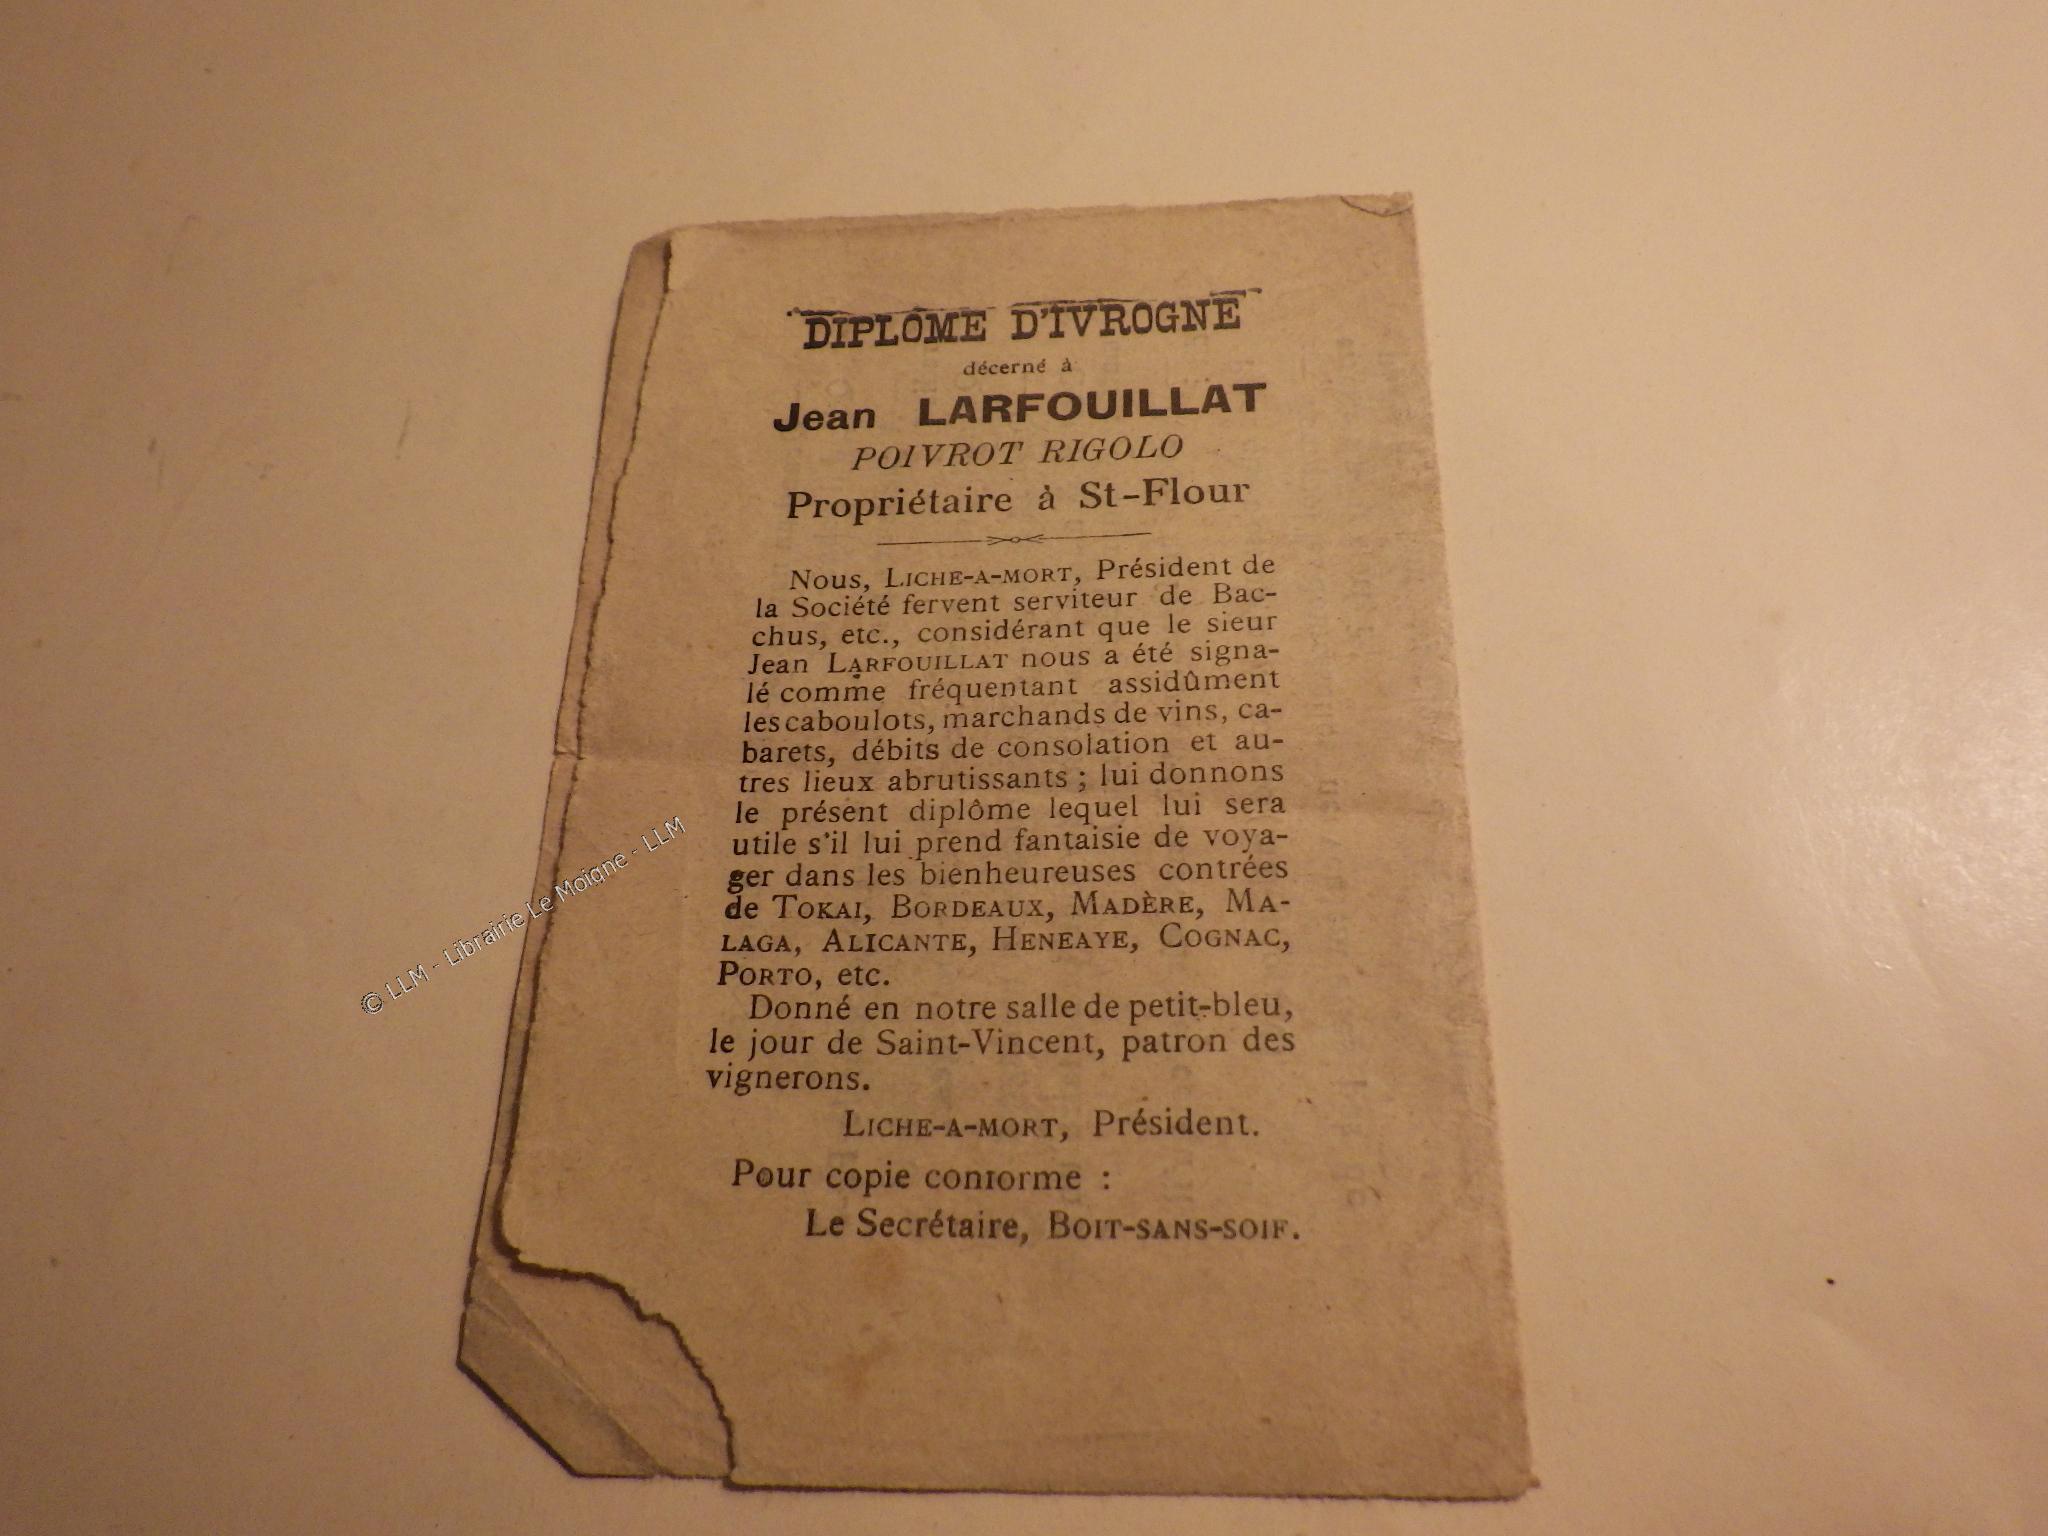 DIPLÔME D'IVROGNE
décerné à
Jean LARFOUILLAT
POIVROT RIGOLO
Propriétaire à St-Flour
Nous, LICHE-A-MORT, Président de
la Société fervent serviteur de Bac-
chus, etc., considérant que le sieur
Jean LARFOUILLAT nous a été signa-
lé comme fréquentant assidûment
les caboulots, marchands de vins, ca-
barets, débits de consolation et au-
tres lieux abrutissants ; lui donnons
le présent diplôme lequel lui sera
utile s'il lui prend fantaisie de voya-
ger dans les bienheureuses contrées
de TOKAI, BORDEAUX, MADÈRE, MA-
LAGA, ALICANTE, HENEAYE, COGNAC,
PORTO, etc.
Donné en notre salle de petit-bleu,
le jour de Saint-Vincent, patron des
vignerons.
LICHE-A-MORT, Président.
Pour copie conforme :
Le Secrétaire, BOIT-SANS-SOIF.
© LLM - Librairie Le Moigne - LLM